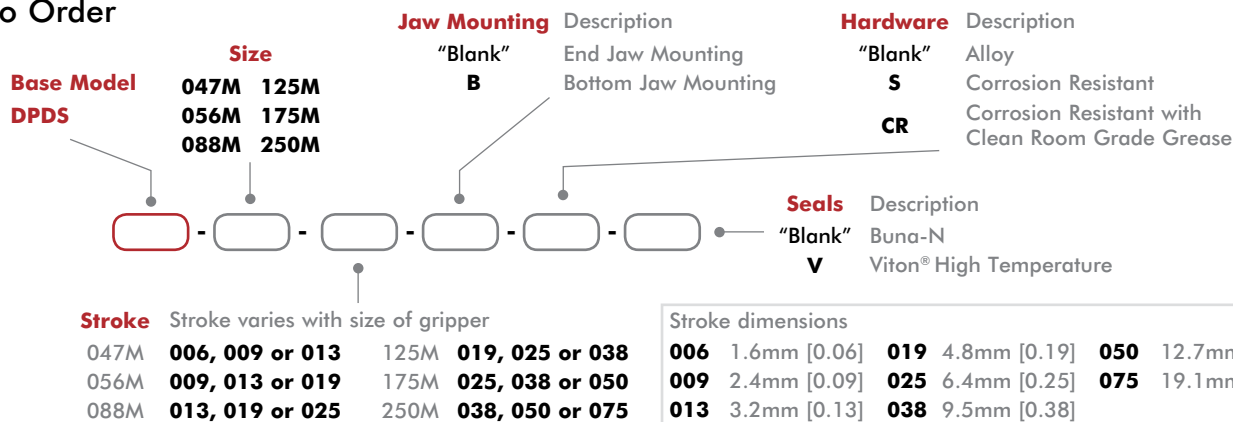 o Order
Jaw Mounting Description
"Blank" End Jaw Mounting
B Bottom Jaw Mounting
Hardware Description
"Blank" Alloy
S Corrosion Resistant
CR Corrosion Resistant with
Clean Room Grade Grease
Size
047M 125M
056M 175M
088M 250M
Base Model
DPDS
- - - - -
Seals Description
"Blank" Buna-N
V Viton® High Temperature
Stroke Stroke varies with size of gripper
047M 006, 009 or 013 125M 019, 025 or 038
056M 009, 013 or 019 175M 025, 038 or 050
088M 013, 019 or 025 250M 038, 050 or 075
Stroke dimensions
006 1.6mm [0.06] 019 4.8mm [0.19] 050 12.7mm
009 2.4mm [0.09] 025 6.4mm [0.25] 075 19.1mm
013 3.2mm [0.13] 038 9.5mm [0.38]